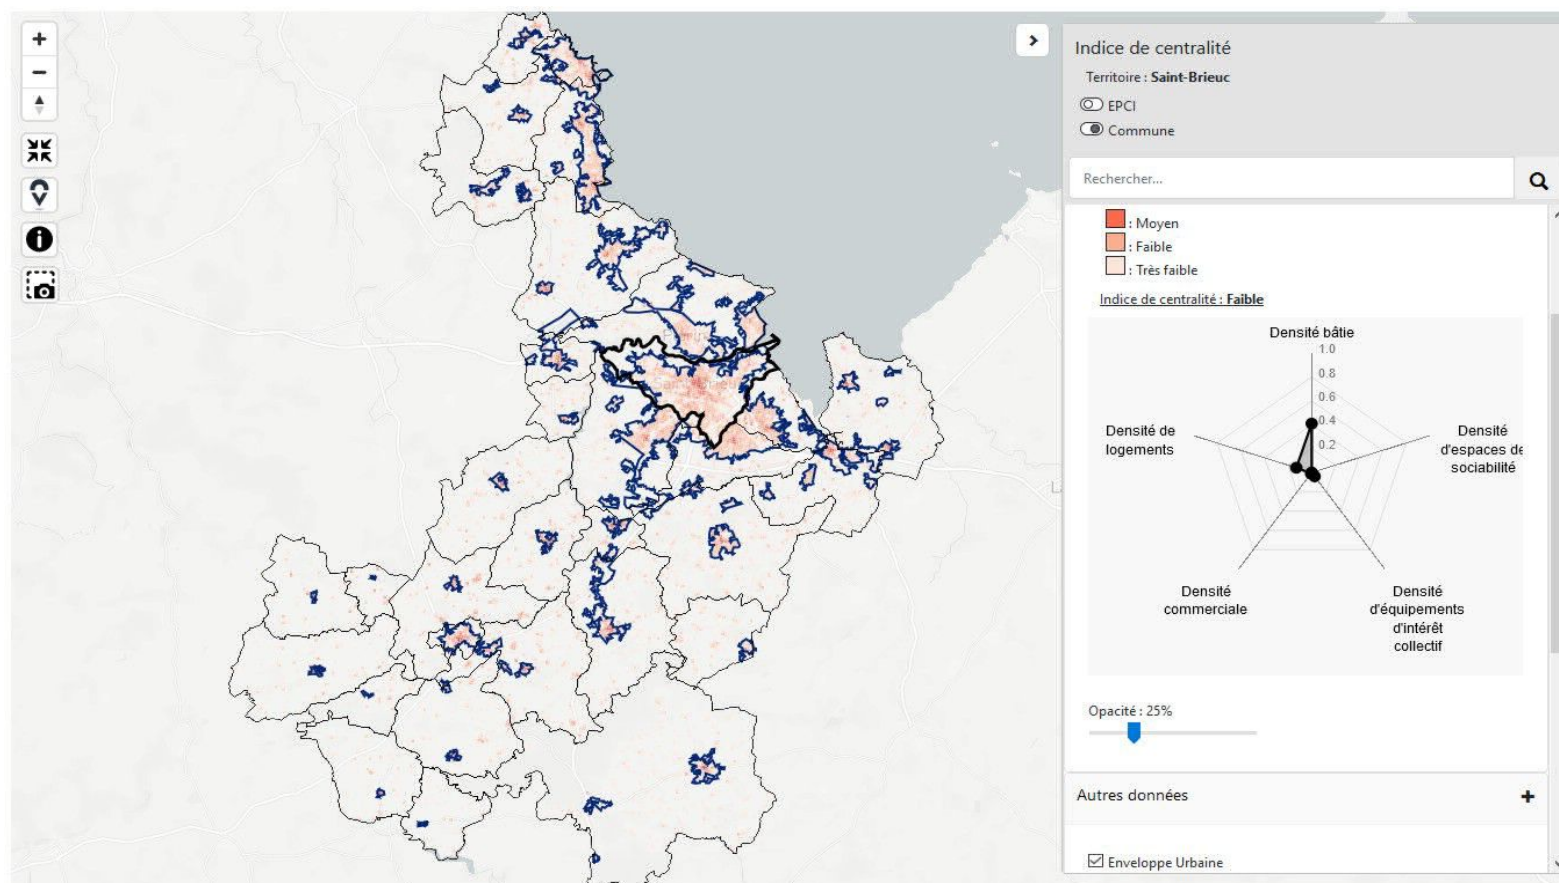 Indice de centralité
Territoire : Saint-Brieuc
EPCI
Commune
Rechercher...
: Moyen
: Faible
: Très faible
Indice de centralité : Faible
Densité bâtie
1.0
0.8
0.6
0.4
0.2
Densité de
logements
Densité
d'espaces de
sociabilité
Densité
commerciale
Densité
d'équipements
d'intérêt
collectif
Opacité : 25%
Autres données
Enveloppe Urbaine
Saint-Brieuc